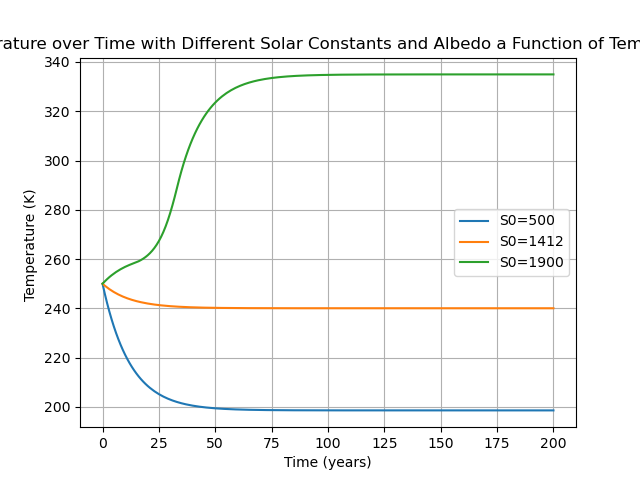 rature over Time with Different Solar Constants and Albedo a Function of Tem
340
320
300
280
260
240
220
200
Temperature (K)
S0=500
S0=1412
S0=1900
0 25 50 75 100 125 150 175 200
Time (years)